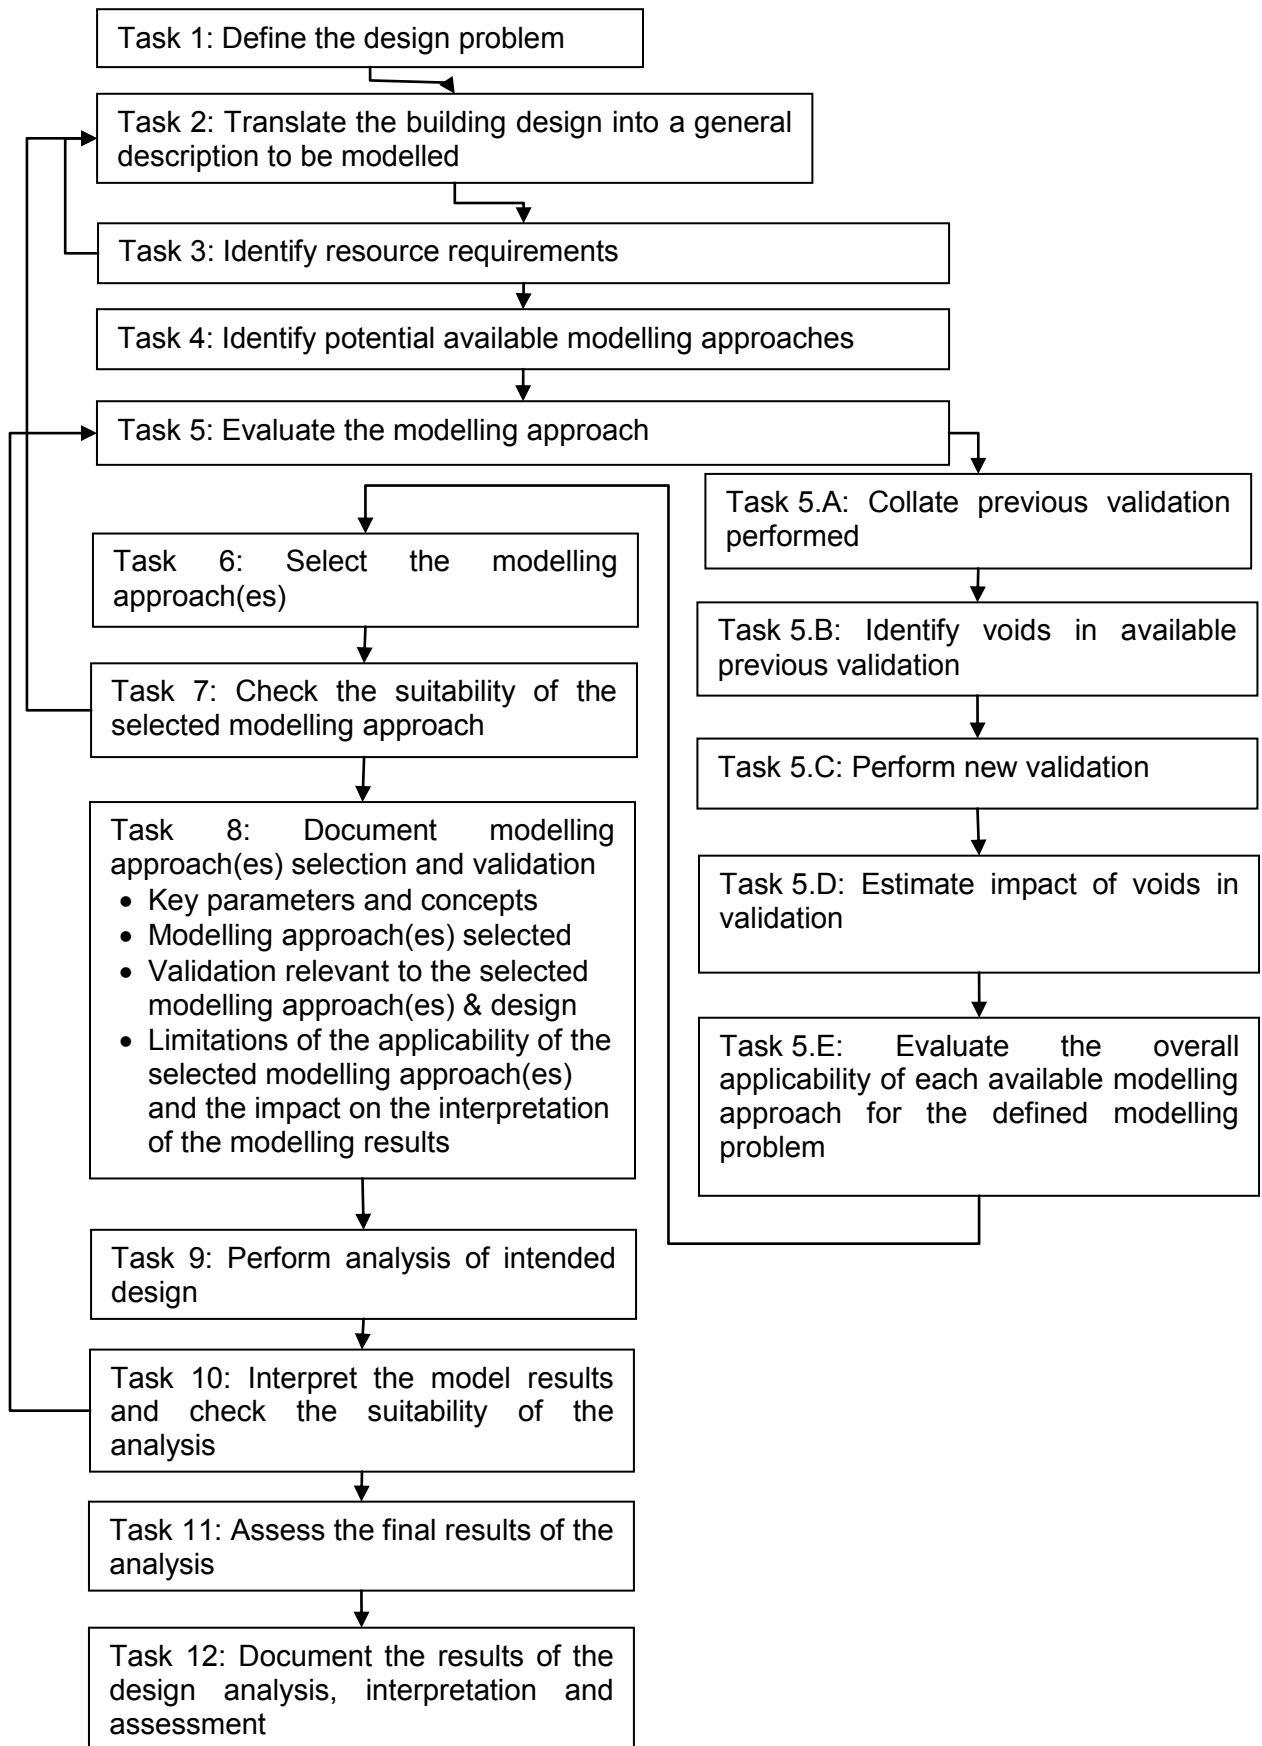 Task 1: Define the design problem
Task 2: Translate the building design into a general
description to be modelled
Task 3: Identify resource requirements
Task 4: Identify potential available modelling approaches
Task 5: Evaluate the modelling approach
Task 5.A: Collate previous validation
performed
Task 5.B: Identify voids in available
previous validation
Task 5.C: Perform new validation
Task 5.D: Estimate impact of voids in
validation
Task 5.E: Evaluate the overall
applicability of each available modelling
approach for the defined modelling
problem
Task 6: Select the modelling
approach(es)
Task 7: Check the suitability of the
selected modelling approach
Task 8: Document modelling
approach(es) selection and validation
• Key parameters and concepts
• Modelling approach(es) selected
• Validation relevant to the selected
modelling approach(es) & design
• Limitations of the applicability of the
selected modelling approach(es)
and the impact on the interpretation
of the modelling results
Task 9: Perform analysis of intended
design
Task 10: Interpret the model results
and check the suitability of the
analysis
Task 11: Assess the final results of the
analysis
Task 12: Document the results of the
design analysis, interpretation and
assessment